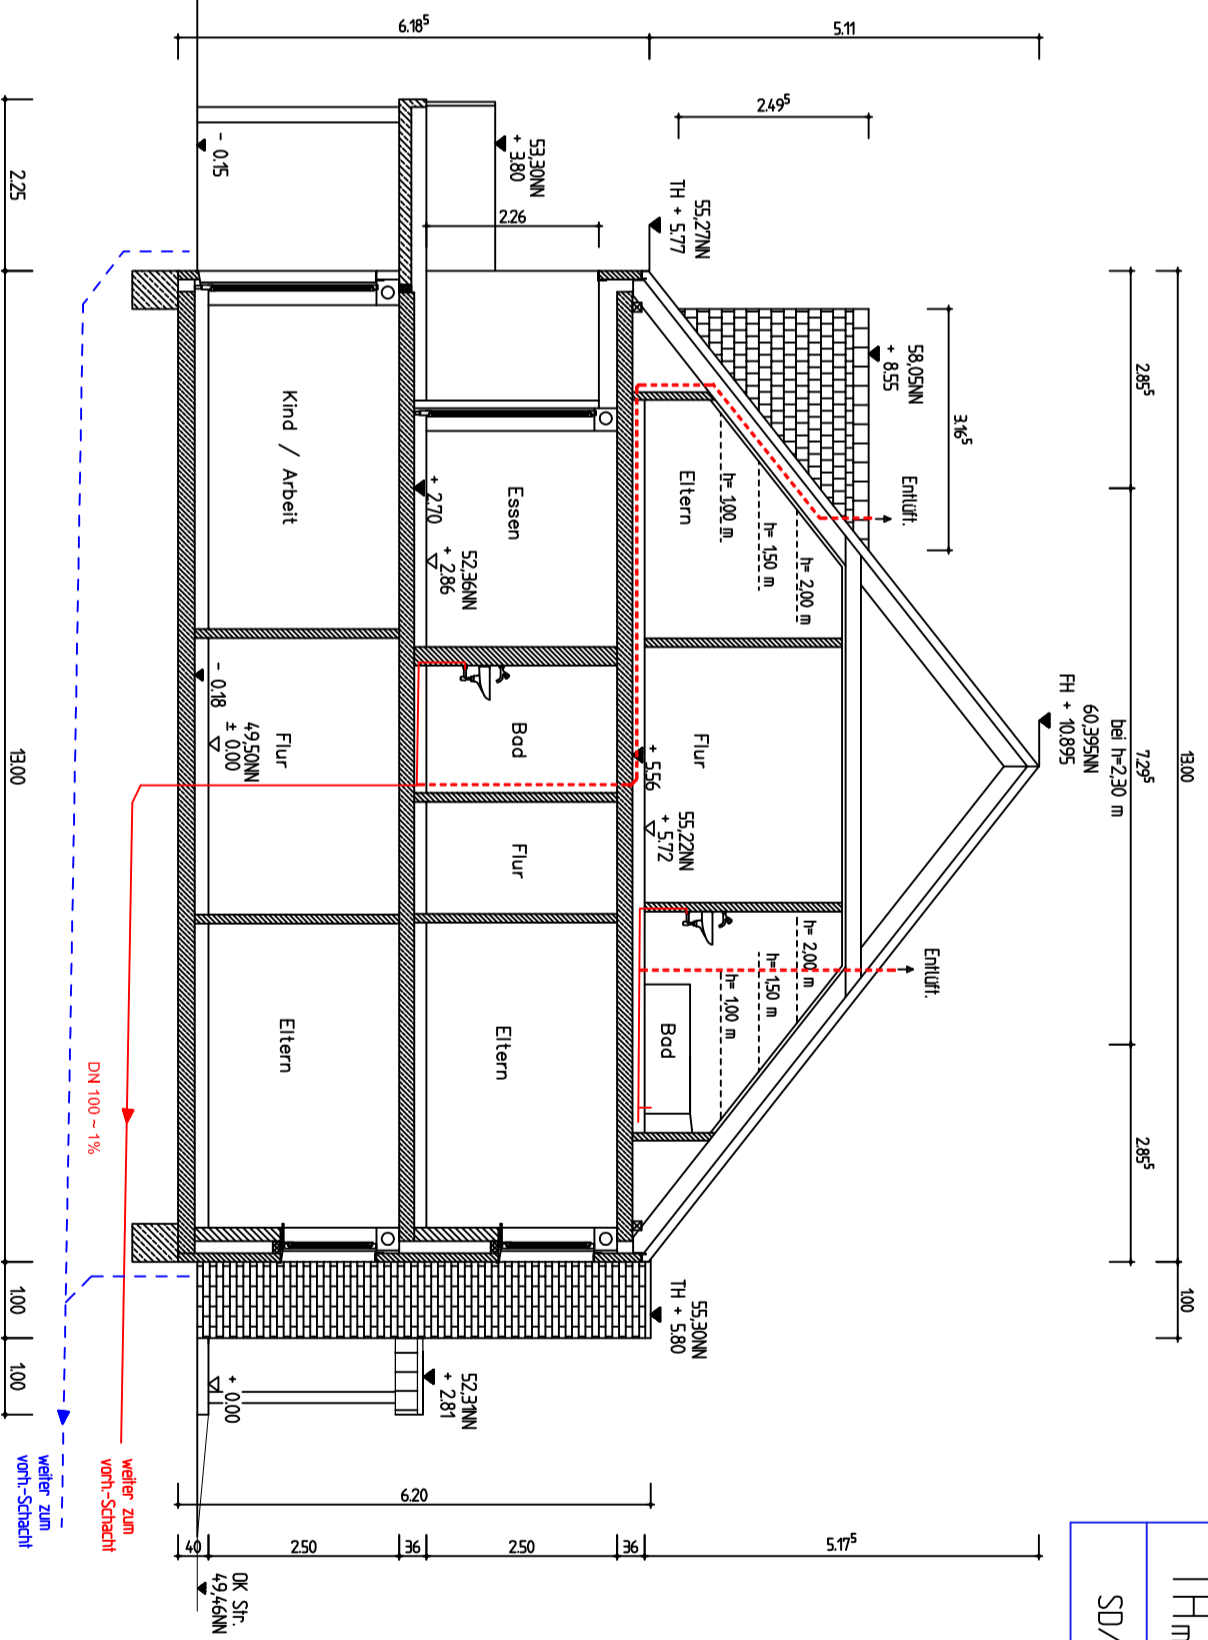 6.18⁵
5.11
2.49⁵
53,30NN
+ 3.80
2.26
55,27NN
TH + 5.77
58,05NN
+ 8.55
3.16⁵
Entlüft.
2.85⁵
7.29⁵
2.85⁵
13.00
1.00
bei h=2,30 m
60,395NN
FH + 10.895
2.25
- 0.15
Kind / Arbeit
Essen
+ 2.70
52,36NN
+ 2.86
Eltern
h= 1,00 m
h= 1,50 m
h= 2,00 m
Flur
+ 5.56
55,22NN
+ 5.72
Bad
Flur
Flur
- 0.18
49,50NN
± 0.00
Entlüft.
h= 2,00 m
h= 1,50 m
h= 1,00 m
Bad
Eltern
Eltern
DN 100 ~ 1%
13.00
1.00
1.00
55,30NN
TH + 5.80
52,31NN
+ 2.81
+ 0.00
weiter zum
vorh.-Schacht
weiter zum
vorh.-Schacht
6.20
40
2.50
36
2.50
36
5.17⁵
OK Str.
49,46NN
TH
SD/